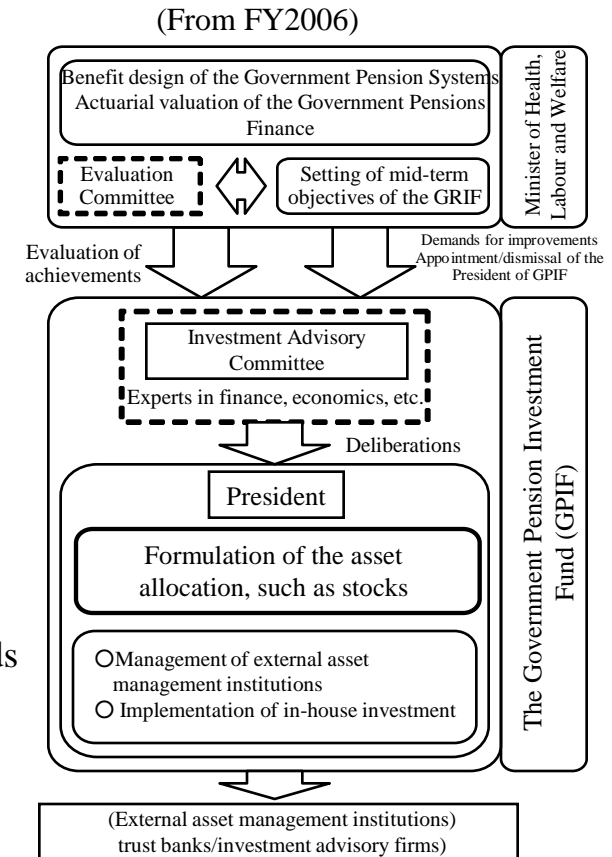 (From FY2006)
Benefit design of the Government Pension Systems
Actuarial valuation of the Government Pensions
Finance
Minister of Health,
Labour and Welfare
Evaluation
Committee
Setting of mid-term
objectives of the GRIF
Evaluation of
achievements
Demands for improvements
Appointment/dismissal of the
President of GPIF
Investment Advisory
Committee
Experts in finance, economics, etc.
Deliberations
President
Formulation of the asset
allocation, such as stocks
○Management of external asset
management institutions
○ Implementation of in-house investment
The Government Pension Investment
Fund (GPIF)
(External asset management institutions)
trust banks/investment advisory firms)